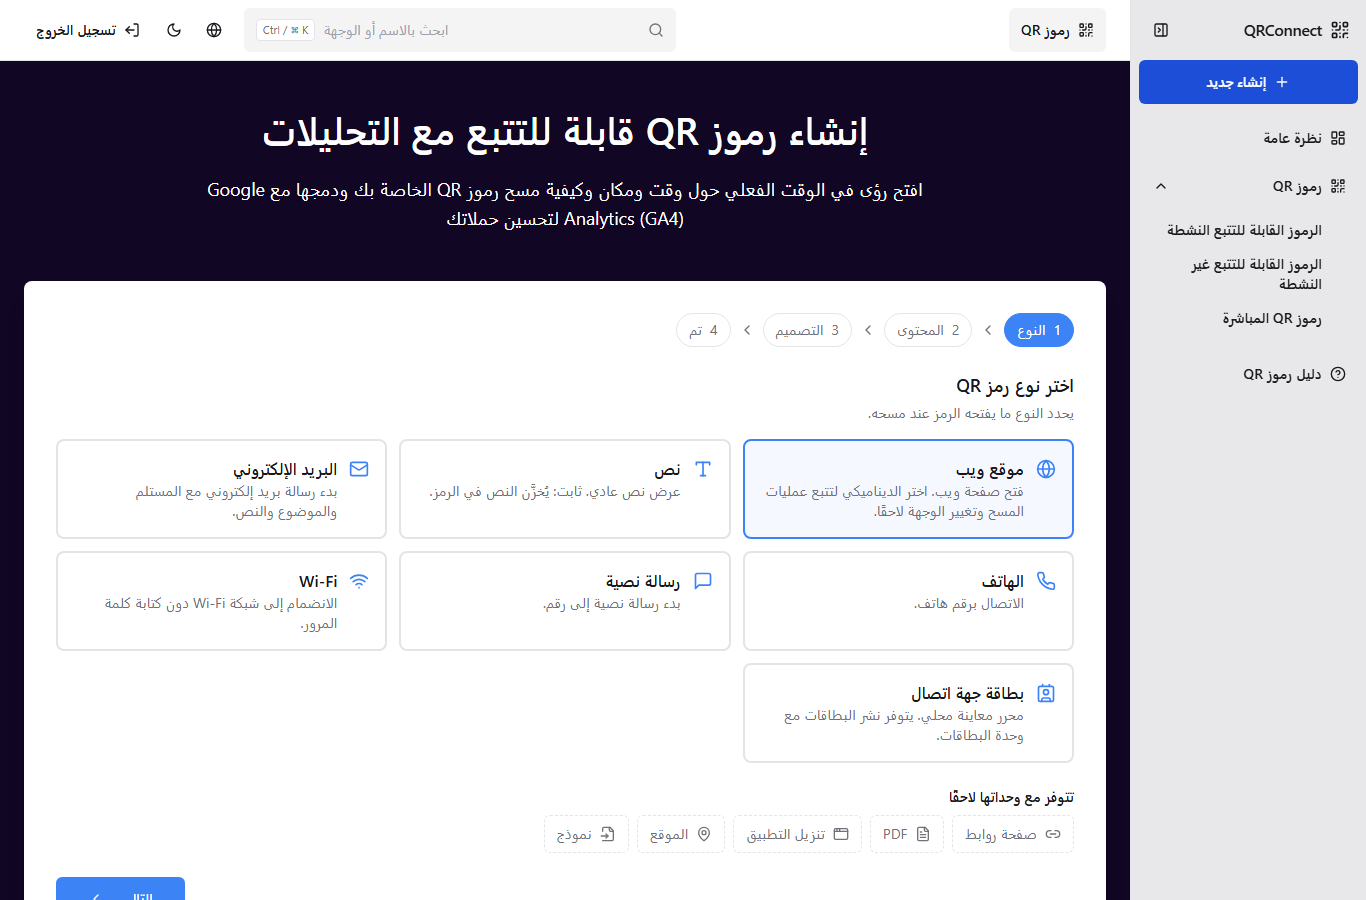 QRConnect
إنشاء جديد
نظرة عامة
رموز QR
الرموز القابلة للتتبع النشطة
الرموز القابلة للتتبع غير
النشطة
رموز QR المباشرة
دليل رموز QR
رموز QR
ابحث بالاسم أو الوجهة
Ctrl / ⌘ K
تسجيل الخروج
إنشاء رموز QR قابلة للتتبع مع التحليلات
افتح رؤى في الوقت الفعلي حول وقت ومكان وكيفية مسح رموز QR الخاصة بك ودمجها مع Google
Analytics (GA4) لتحسين حملاتك
1 النوع
2 المحتوى
3 التصميم
4 تم
اختر نوع رمز QR
يحدد النوع ما يفتحه الرمز عند مسحه.
موقع ويب
فتح صفحة ويب. اختر الديناميكي لتتبع عمليات
المسح وتغيير الوجهة لاحقًا.
نص
عرض نص عادي. ثابت: يُخزَّن النص في الرمز.
البريد الإلكتروني
بدء رسالة بريد إلكتروني مع المستلم
والموضوع والنص.
الهاتف
الاتصال برقم هاتف.
رسالة نصية
بدء رسالة نصية إلى رقم.
Wi-Fi
الانضمام إلى شبكة Wi-Fi دون كتابة كلمة
المرور.
بطاقة جهة اتصال
محرر معاينة محلي. يتوفر نشر البطاقات مع
وحدة البطاقات.
تتوفر مع وحداتها لاحقًا
صفحة روابط
PDF
تنزيل التطبيق
الموقع
نموذج